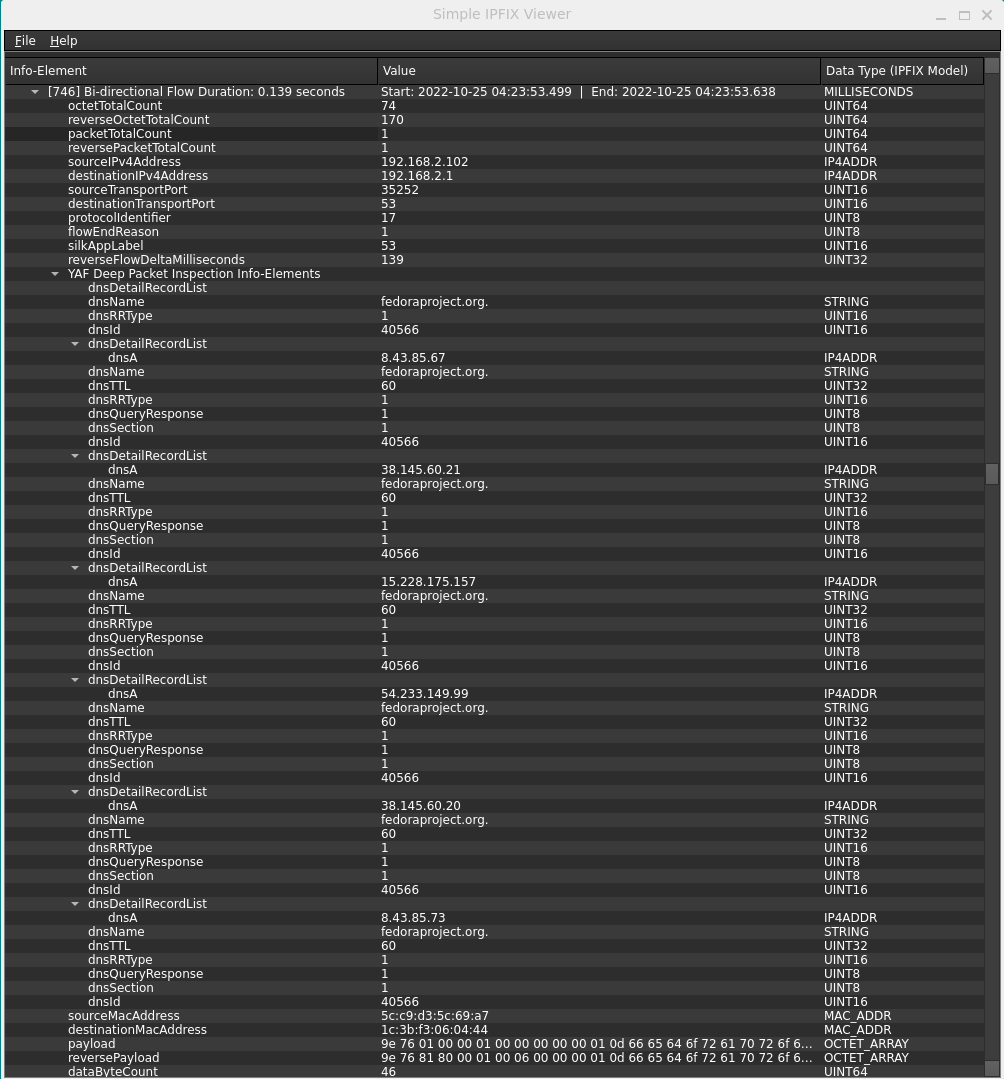 Simple IPFIX Viewer
File Help
Info-Element Value Data Type (IPFIX Model)
[746] Bi-directional Flow Duration: 0.139 seconds Start: 2022-10-25 04:23:53.499 | End: 2022-10-25 04:23:53.638 MILLISECONDS
octetTotalCount 74 UINT64
reverseOctetTotalCount 170 UINT64
packetTotalCount 1 UINT64
reversePacketTotalCount 1 UINT64
sourceIPv4Address 192.168.2.102 IP4ADDR
destinationIPv4Address 192.168.2.1 IP4ADDR
sourceTransportPort 35252 UINT16
destinationTransportPort 53 UINT16
protocolIdentifier 17 UINT8
flowEndReason 1 UINT8
silkAppLabel 53 UINT16
reverseFlowDeltaMilliseconds 139 UINT32
YAF Deep Packet Inspection Info-Elements
dnsDetailRecordList
dnsName fedoraproject.org. STRING
dnsRRType 1 UINT16
dnsId 40566 UINT16
dnsDetailRecordList
dnsA 8.43.85.67 IP4ADDR
dnsName fedoraproject.org. STRING
dnsTTL 60 UINT32
dnsRRType 1 UINT16
dnsQueryResponse 1 UINT8
dnsSection 1 UINT8
dnsId 40566 UINT16
dnsDetailRecordList
dnsA 38.145.60.21 IP4ADDR
dnsName fedoraproject.org. STRING
dnsTTL 60 UINT32
dnsRRType 1 UINT16
dnsQueryResponse 1 UINT8
dnsSection 1 UINT8
dnsId 40566 UINT16
dnsDetailRecordList
dnsA 15.228.175.157 IP4ADDR
dnsName fedoraproject.org. STRING
dnsTTL 60 UINT32
dnsRRType 1 UINT16
dnsQueryResponse 1 UINT8
dnsSection 1 UINT8
dnsId 40566 UINT16
dnsDetailRecordList
dnsA 54.233.149.99 IP4ADDR
dnsName fedoraproject.org. STRING
dnsTTL 60 UINT32
dnsRRType 1 UINT16
dnsQueryResponse 1 UINT8
dnsSection 1 UINT8
dnsId 40566 UINT16
dnsDetailRecordList
dnsA 38.145.60.20 IP4ADDR
dnsName fedoraproject.org. STRING
dnsTTL 60 UINT32
dnsRRType 1 UINT16
dnsQueryResponse 1 UINT8
dnsSection 1 UINT8
dnsId 40566 UINT16
dnsDetailRecordList
dnsA 8.43.85.73 IP4ADDR
dnsName fedoraproject.org. STRING
dnsTTL 60 UINT32
dnsRRType 1 UINT16
dnsQueryResponse 1 UINT8
dnsSection 1 UINT8
dnsId 40566 UINT16
sourceMacAddress 5c:c9:d3:5c:69:a7 MAC_ADDR
destinationMacAddress 1c:3b:f3:06:04:44 MAC_ADDR
payload 9e 76 01 00 00 01 00 00 00 00 00 01 0d 66 65 64 6f 72 61 70 72 6f 6... OCTET_ARRAY
reversePayload 9e 76 81 80 00 01 00 06 00 00 00 01 0d 66 65 64 6f 72 61 70 72 6f 6... OCTET_ARRAY
dataByteCount 46 UINT64